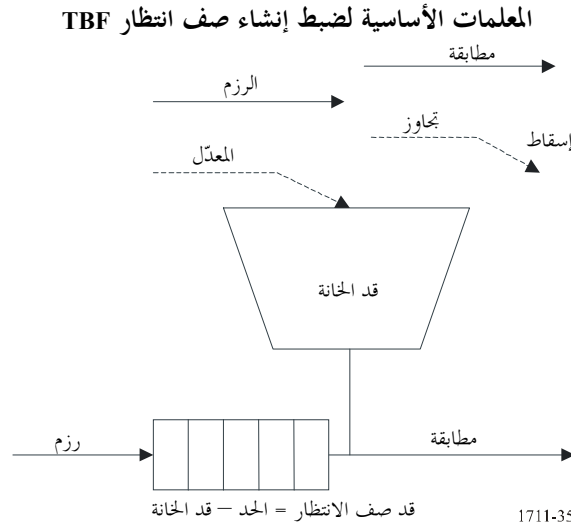 المعلمات الأساسية لضبط إنشاء صف انتظار TBF
مطابقة
الرزم
تجاوز
إسقاط
المعدّل
قد الخانة
رزم
مطابقة
قد صف الانتظار = الحد – قد الخانة
1711-35